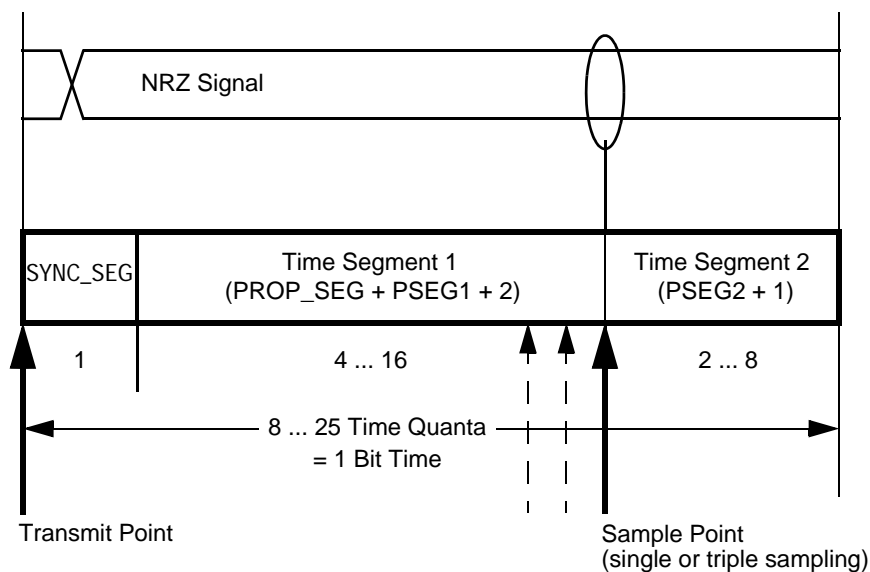 NRZ Signal
SYNC_SEG
Time Segment 1
(PROP_SEG + PSEG1 + 2)
Time Segment 2
(PSEG2 + 1)
1
4 ... 16
2 ... 8
8 ... 25 Time Quanta
= 1 Bit Time
Transmit Point
Sample Point
(single or triple sampling)